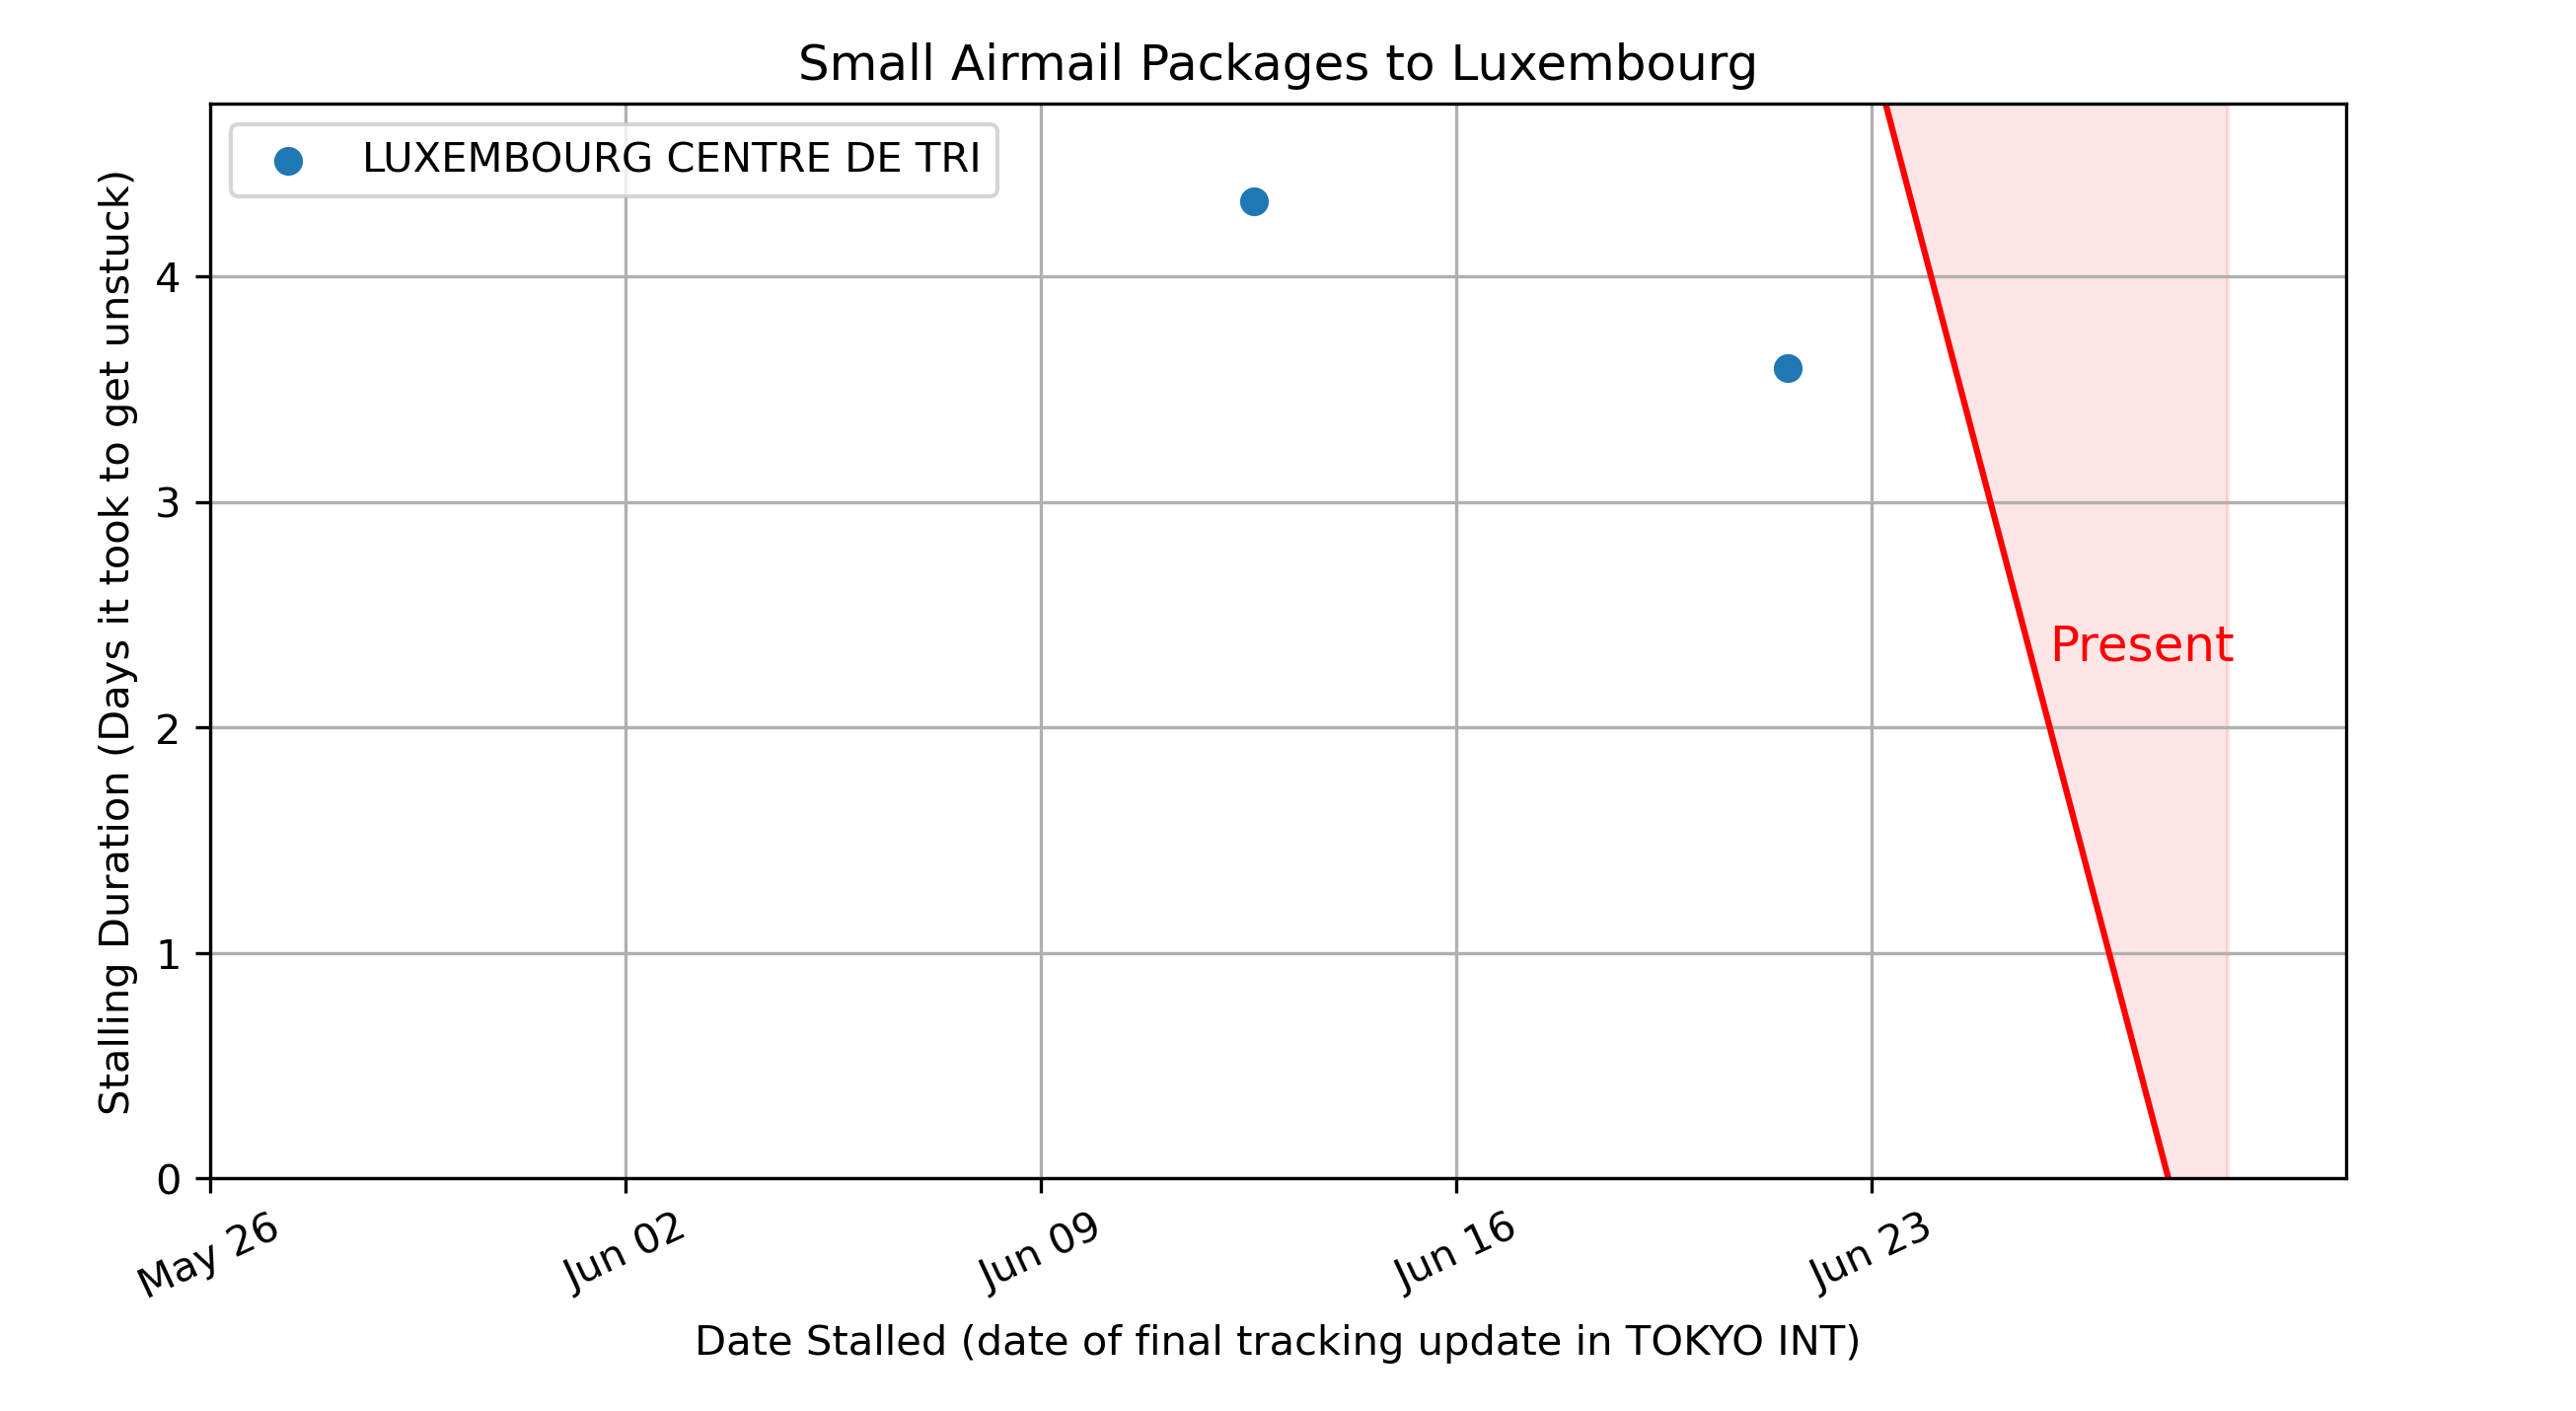 Small Airmail Packages to Luxembourg
LUXEMBOURG CENTRE DE TRI
Stalling Duration (Days it took to get unstuck)
4
3
2
1
0
Present
May 26
Jun 02
Jun 09
Jun 16
Jun 23
Date Stalled (date of final tracking update in TOKYO INT)